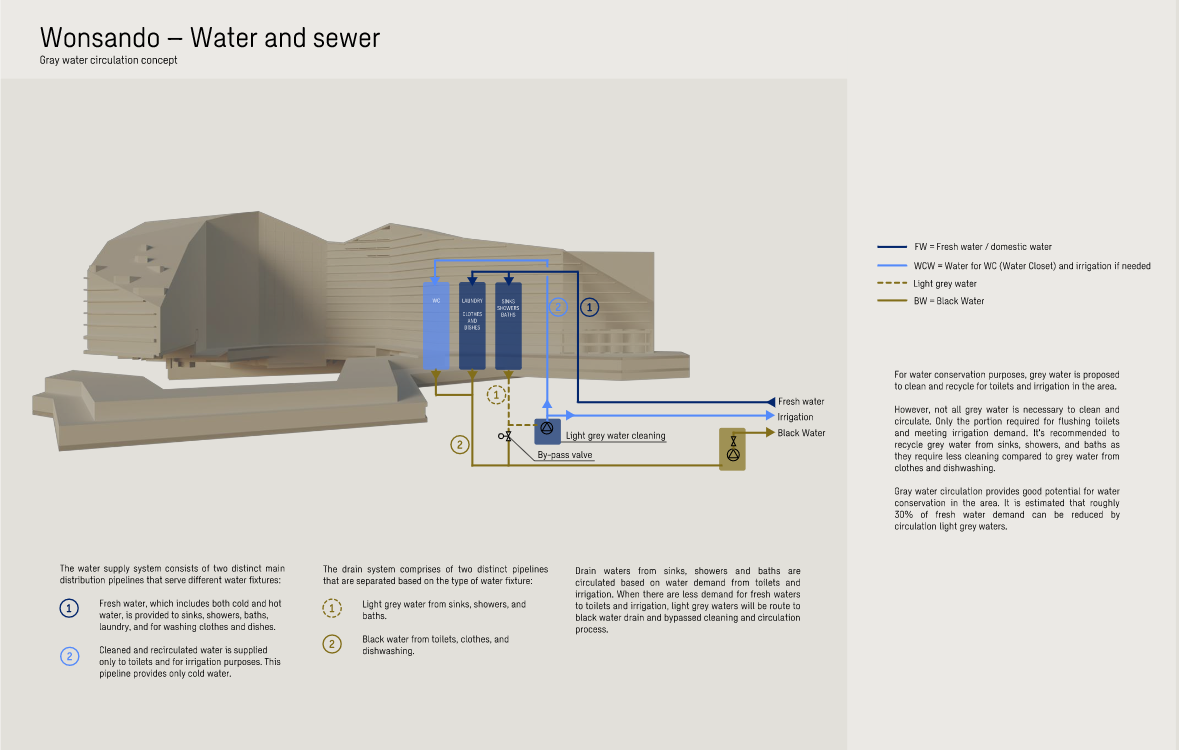 Wonsando – Water and sewer
Gray water circulation concept
WC
LAUNDRY
CLOTHES
AND
DISHES
SINKS
SHOWERS
BATHS
2
1
1
2
Fresh water
Irrigation
Black Water
Light grey water cleaning
By-pass valve
FW = Fresh water / domestic water
WCW = Water for WC (Water Closet) and irrigation if needed
Light grey water
BW = Black Water
For water conservation purposes, grey water is proposed
to clean and recycle for toilets and irrigation in the area.
However, not all grey water is necessary to clean and
circulate. Only the portion required for flushing toilets
and meeting irrigation demand. It's recommended to
recycle grey water from sinks, showers, and baths as
they require less cleaning compared to grey water from
clothes and dishwashing.
Gray water circulation provides good potential for water
conservation in the area. It is estimated that roughly
30% of fresh water demand can be reduced by
circulation light grey waters.
The water supply system consists of two distinct main
distribution pipelines that serve different water fixtures:
1
Fresh water, which includes both cold and hot
water, is provided to sinks, showers, baths,
laundry, and for washing clothes and dishes.
2
Cleaned and recirculated water is supplied
only to toilets and for irrigation purposes. This
pipeline provides only cold water.
The drain system comprises of two distinct pipelines
that are separated based on the type of water fixture:
1
Light grey water from sinks, showers, and
baths.
2
Black water from toilets, clothes, and
dishwashing.
Drain waters from sinks, showers and baths are
circulated based on water demand from toilets and
irrigation. When there are less demand for fresh waters
to toilets and irrigation, light grey waters will be route to
black water drain and bypassed cleaning and circulation
process.